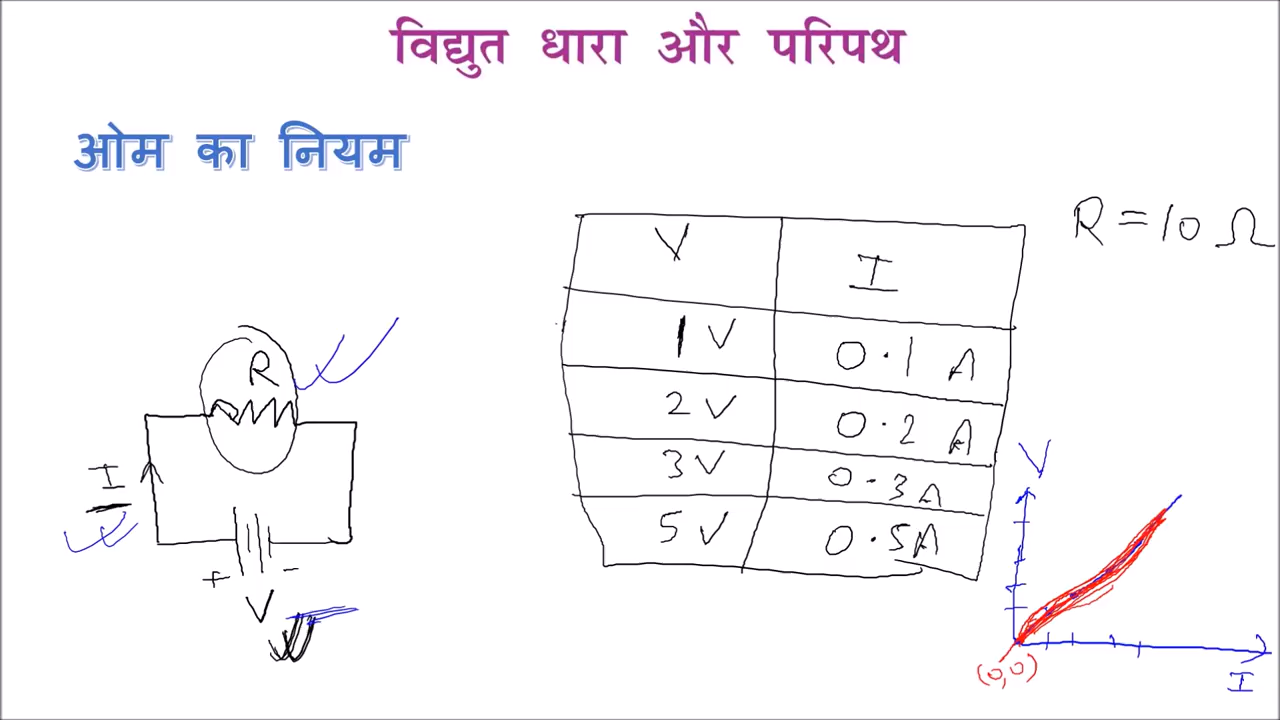 विद्युत धारा और परिपथ
ओम का नियम
R = 10 Ω
V I
1 V 0.1 A
2 V 0.2 A
3 V 0.3 A
5 V 0.5 A
R
I
+ -
V
V
(0,0)
I